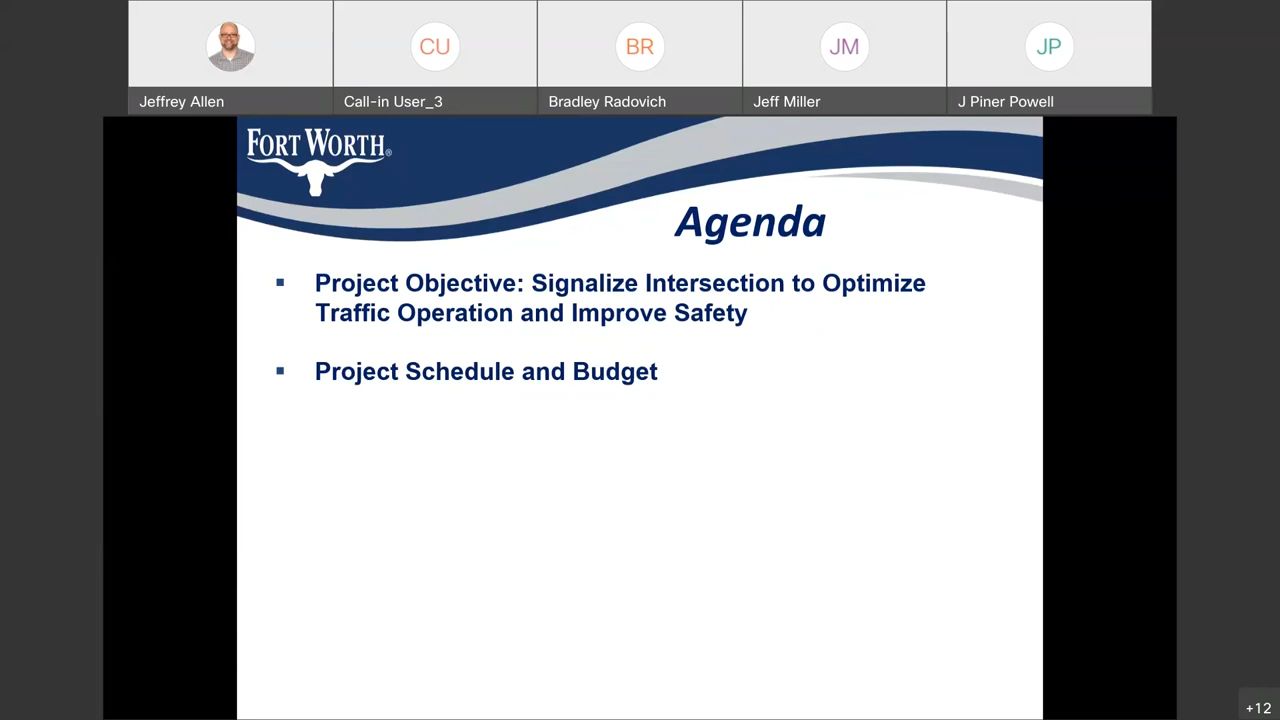 CU
BR
JM
JP
Jeffrey Allen
Call-in User_3
Bradley Radovich
Jeff Miller
J Piner Powell
FORT WORTH®
Agenda
▪ Project Objective: Signalize Intersection to Optimize
Traffic Operation and Improve Safety
▪ Project Schedule and Budget
+12